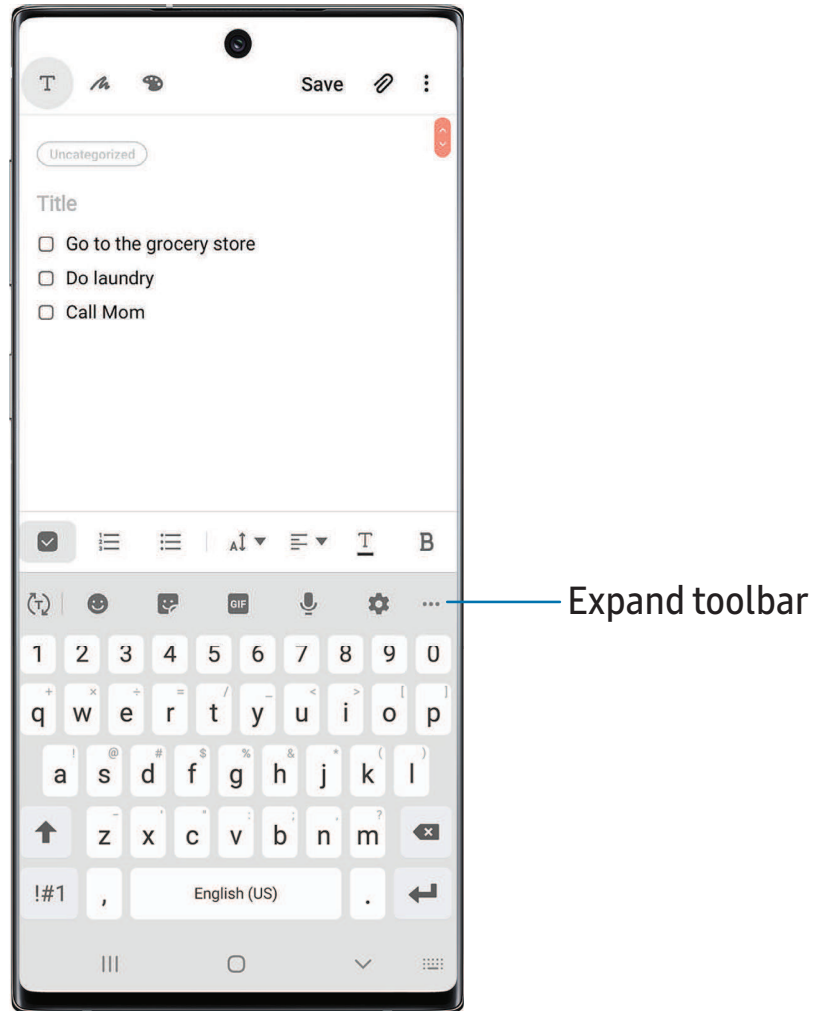 T
Save
Uncategorized
Title
Go to the grocery store
Do laundry
Call Mom
A T B
T GIF
Expand toolbar
1 2 3 4 5 6 7 8 9 0
+ × ÷ = / _ < > [ ]
q w e r t y u i o p
! @ # $ % & * ( )
a s d f g h j k l
- ' " : ; , ?
z x c v b n m
!#1 , English (US) .